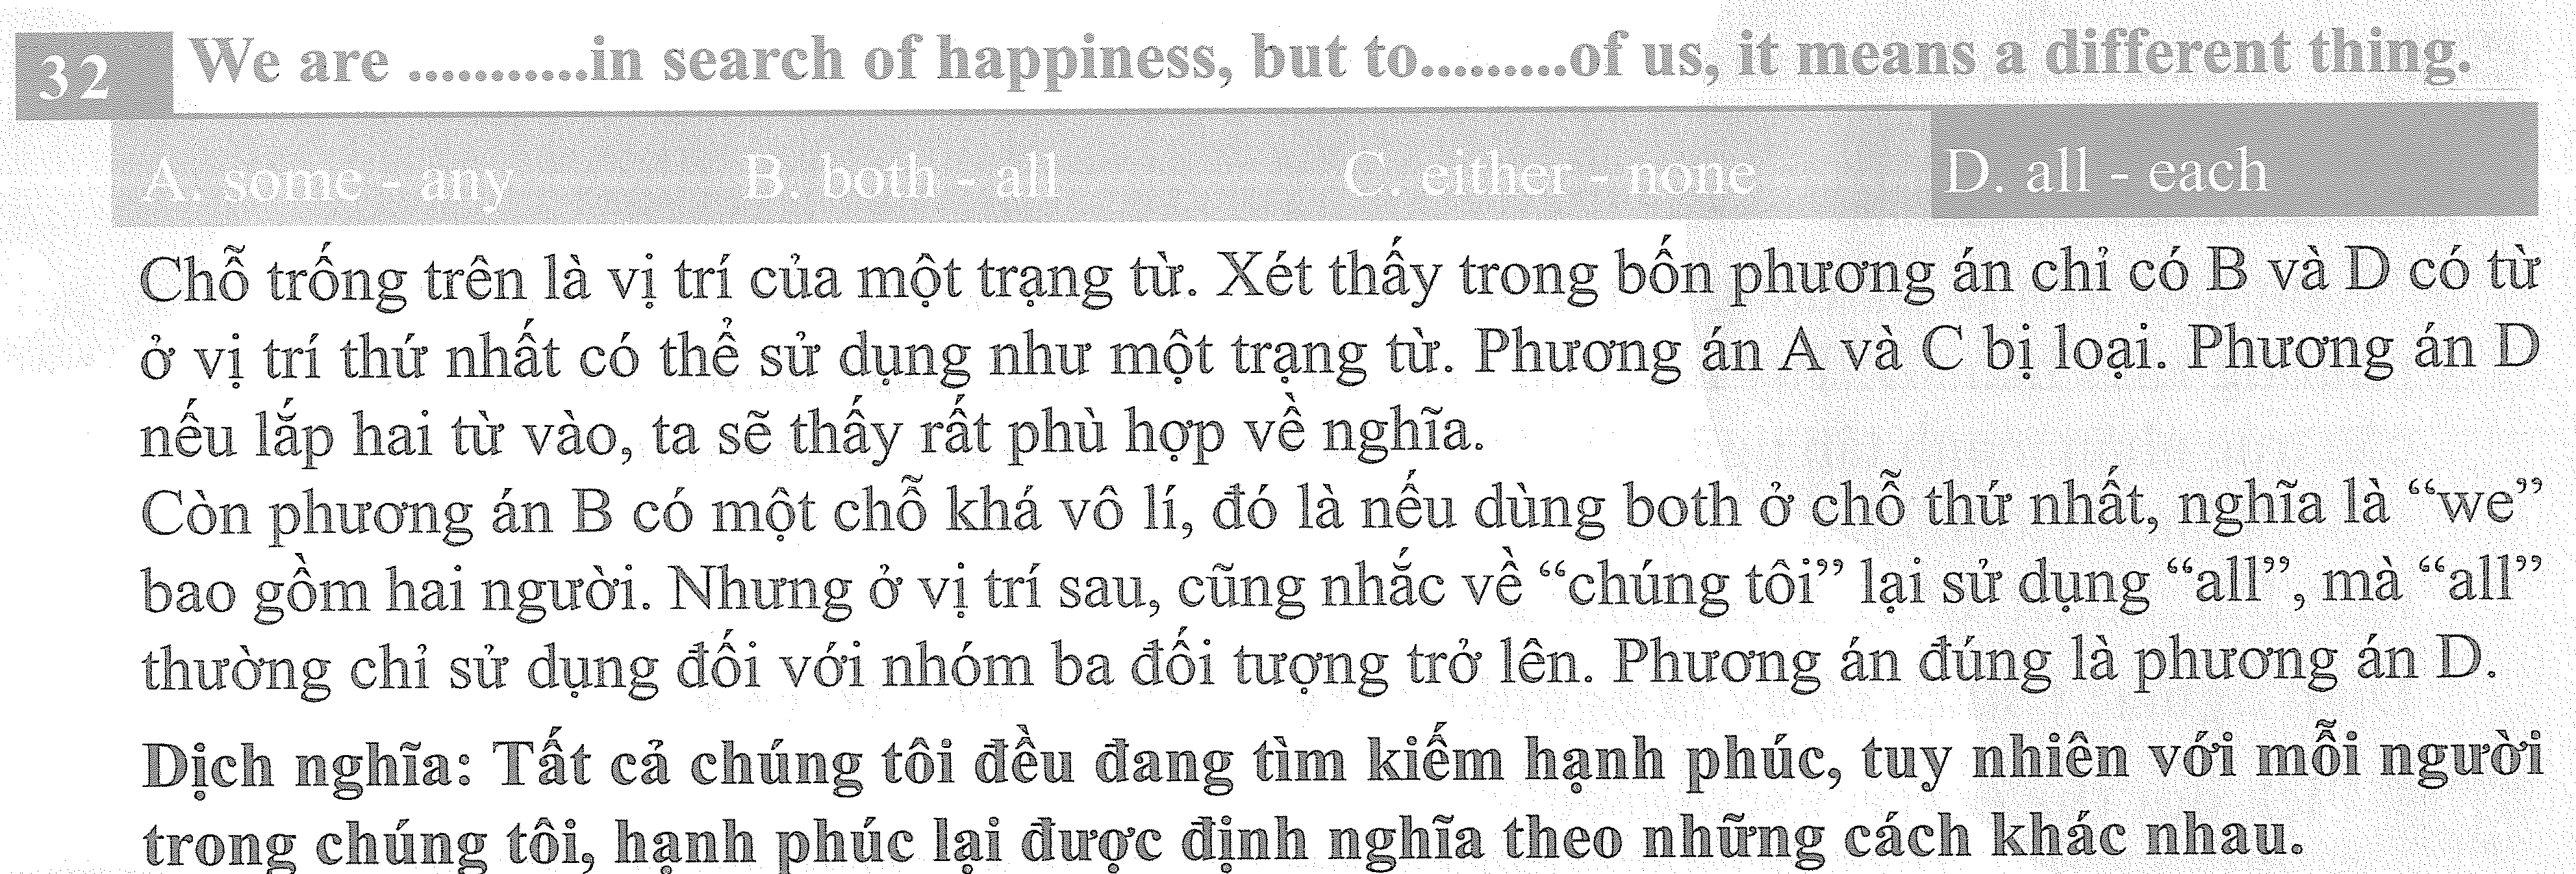 32 We are ...........in search of happiness, but to.........of us, it means a different thing.
A. some - any B. both - all C. either - none D. all - each
Chỗ trống trên là vị trí của một trạng từ. Xét thấy trong bốn phương án chỉ có B và D có từ
ở vị trí thứ nhất có thể sử dụng như một trạng từ. Phương án A và C bị loại. Phương án D
nếu lắp hai từ vào, ta sẽ thấy rất phù hợp về nghĩa.
Còn phương án B có một chỗ khá vô lí, đó là nếu dùng both ở chỗ thứ nhất, nghĩa là “we”
bao gồm hai người. Nhưng ở vị trí sau, cũng nhắc về “chúng tôi” lại sử dụng “all”, mà “all”
thường chỉ sử dụng đối với nhóm ba đối tượng trở lên. Phương án đúng là phương án D.
Dịch nghĩa: Tất cả chúng tôi đều đang tìm kiếm hạnh phúc, tuy nhiên với mỗi người
trong chúng tôi, hạnh phúc lại được định nghĩa theo những cách khác nhau.